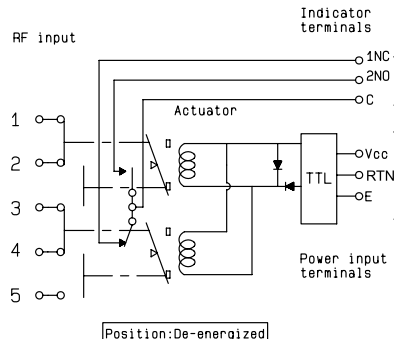 Indicator
terminals
RF input
1NC
2NO
C
Actuator
1
2
3
4
5
TTL
Vcc
RTN
E
Power input
terminals
Position:De-energized